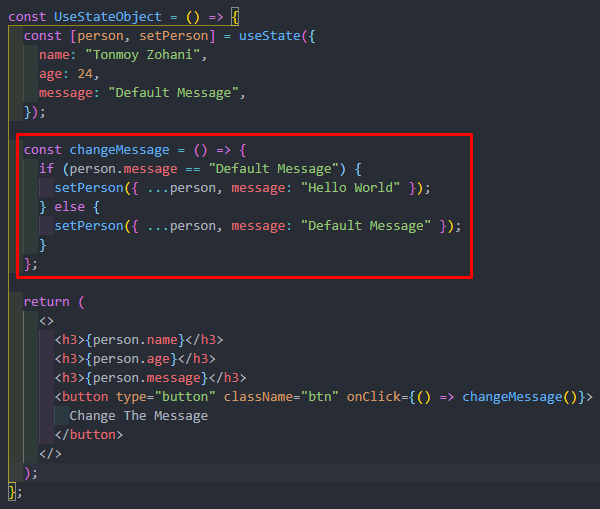 const UseStateObject = () => {
  const [person, setPerson] = useState({
    name: "Tonmoy Zohani",
    age: 24,
    message: "Default Message",
  });
  const changeMessage = () => {
    if (person.message == "Default Message") {
      setPerson({ ...person, message: "Hello World" });
    } else {
      setPerson({ ...person, message: "Default Message" });
    }
  };
  return (
    <>
      <h3>{person.name}</h3>
      <h3>{person.age}</h3>
      <h3>{person.message}</h3>
      <button type="button" className="btn" onClick={() => changeMessage()}>
        Change The Message
      </button>
    </>
  );
};